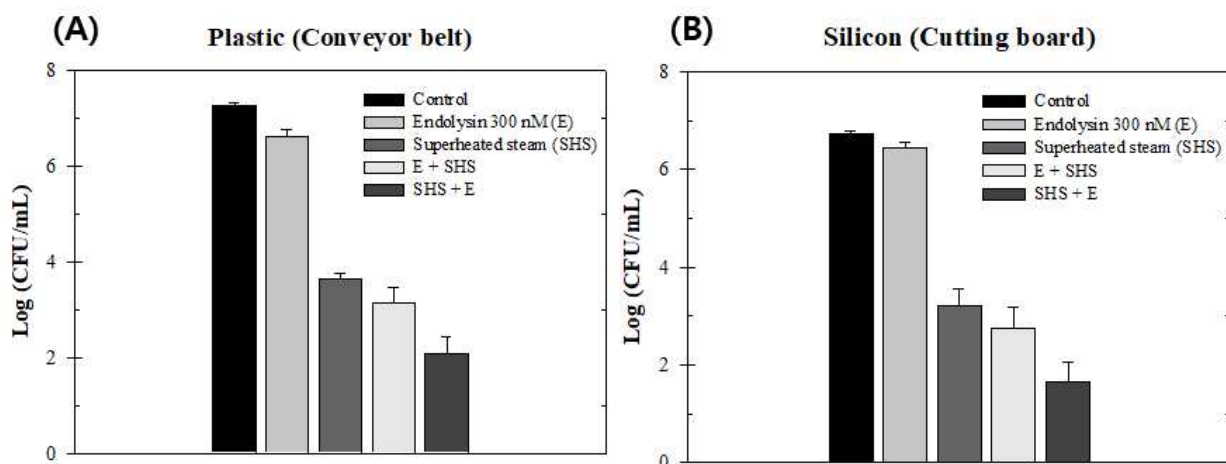 (A)
Plastic (Conveyor belt)
Log (CFU/mL)
8
6
4
2
0
Control
Endolysin 300 nM (E)
Superheated steam (SHS)
E + SHS
SHS + E
(B)
Silicon (Cutting board)
Log (CFU/mL)
8
6
4
2
0
Control
Endolysin 300 nM (E)
Superheated steam (SHS)
E + SHS
SHS + E